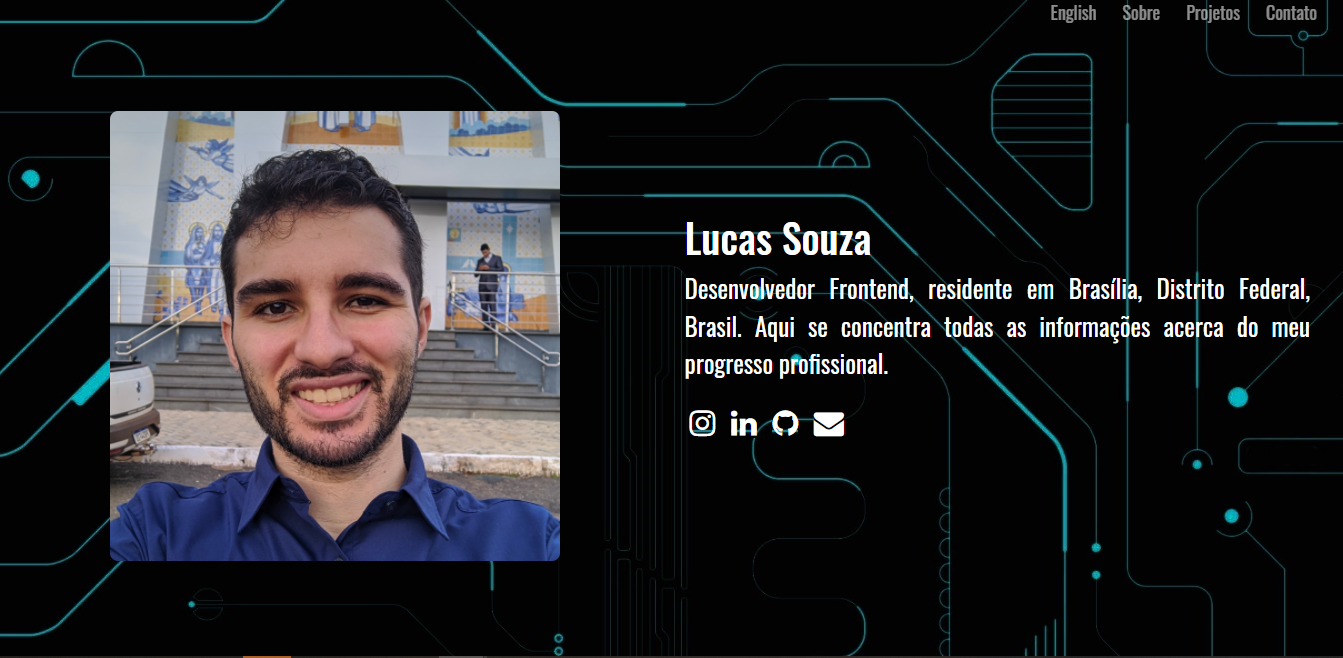 English Sobre Projetos Contato
Lucas Souza
Desenvolvedor Frontend, residente em Brasília, Distrito Federal,
Brasil. Aqui se concentra todas as informações acerca do meu
progresso profissional.